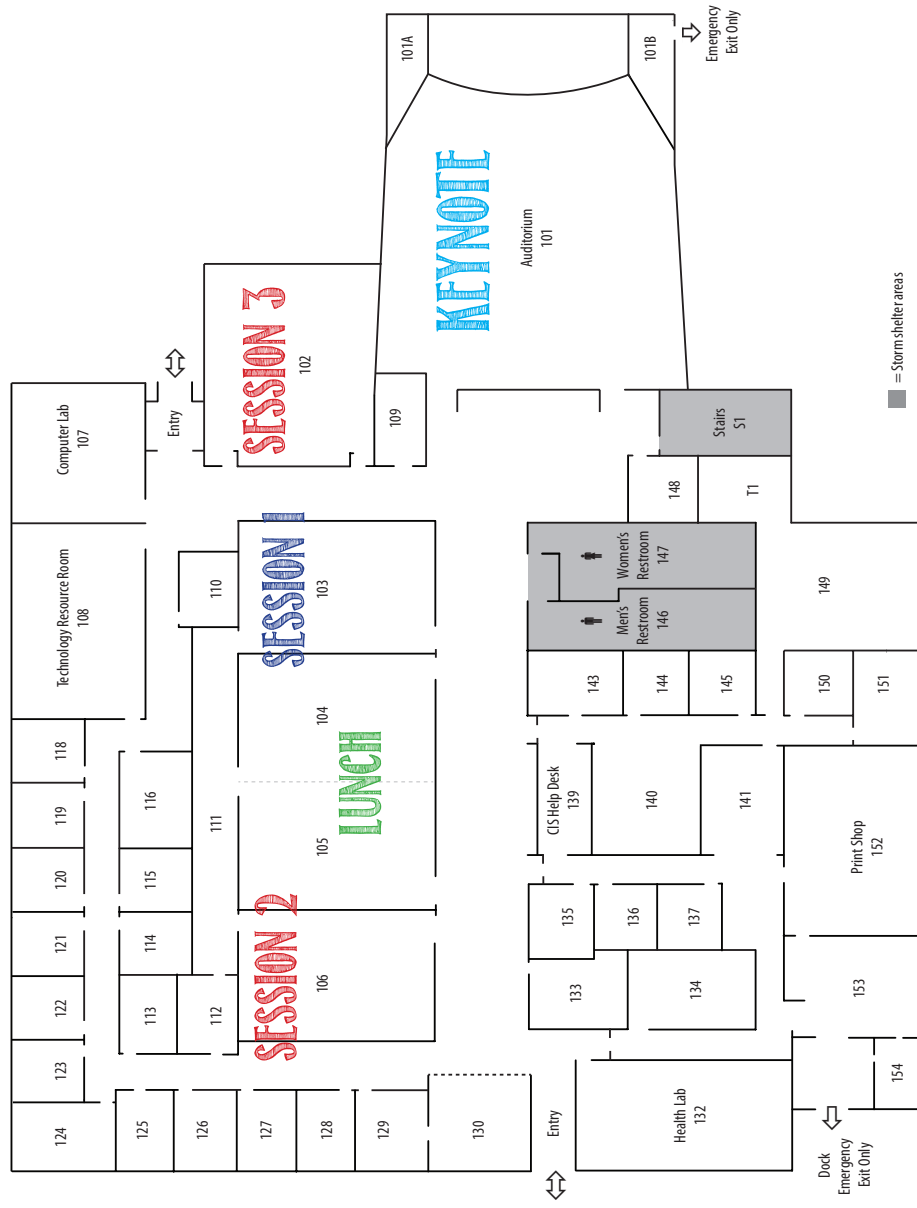 124
123
122
121
120
119
118
Technology Resource Room
108
Computer Lab
107
125
126
127
128
129
130
113
112
114
115
116
111
110
Entry
SESSION 2
106
105
LUNCH
104
SESSION 1
103
SESSION 3
102
109
101A
KEYNOTE
Auditorium
101
101B
Emergency
Exit Only
Entry
Health Lab
132
133
134
135
136
137
CIS Help Desk
139
140
141
143
144
145
Men's
Restroom
146
Women's
Restroom
147
148
T1
Stairs
S1
149
150
151
Print Shop
152
153
154
Dock
Emergency
Exit Only
= Storm shelter areas